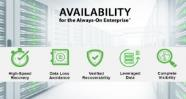 AVAILABILITY
for the Always-On Enterprise™
High-Speed
Recovery
Data Loss
Avoidance
Verified
Recoverability
Leveraged
Data
Complete
Visibility